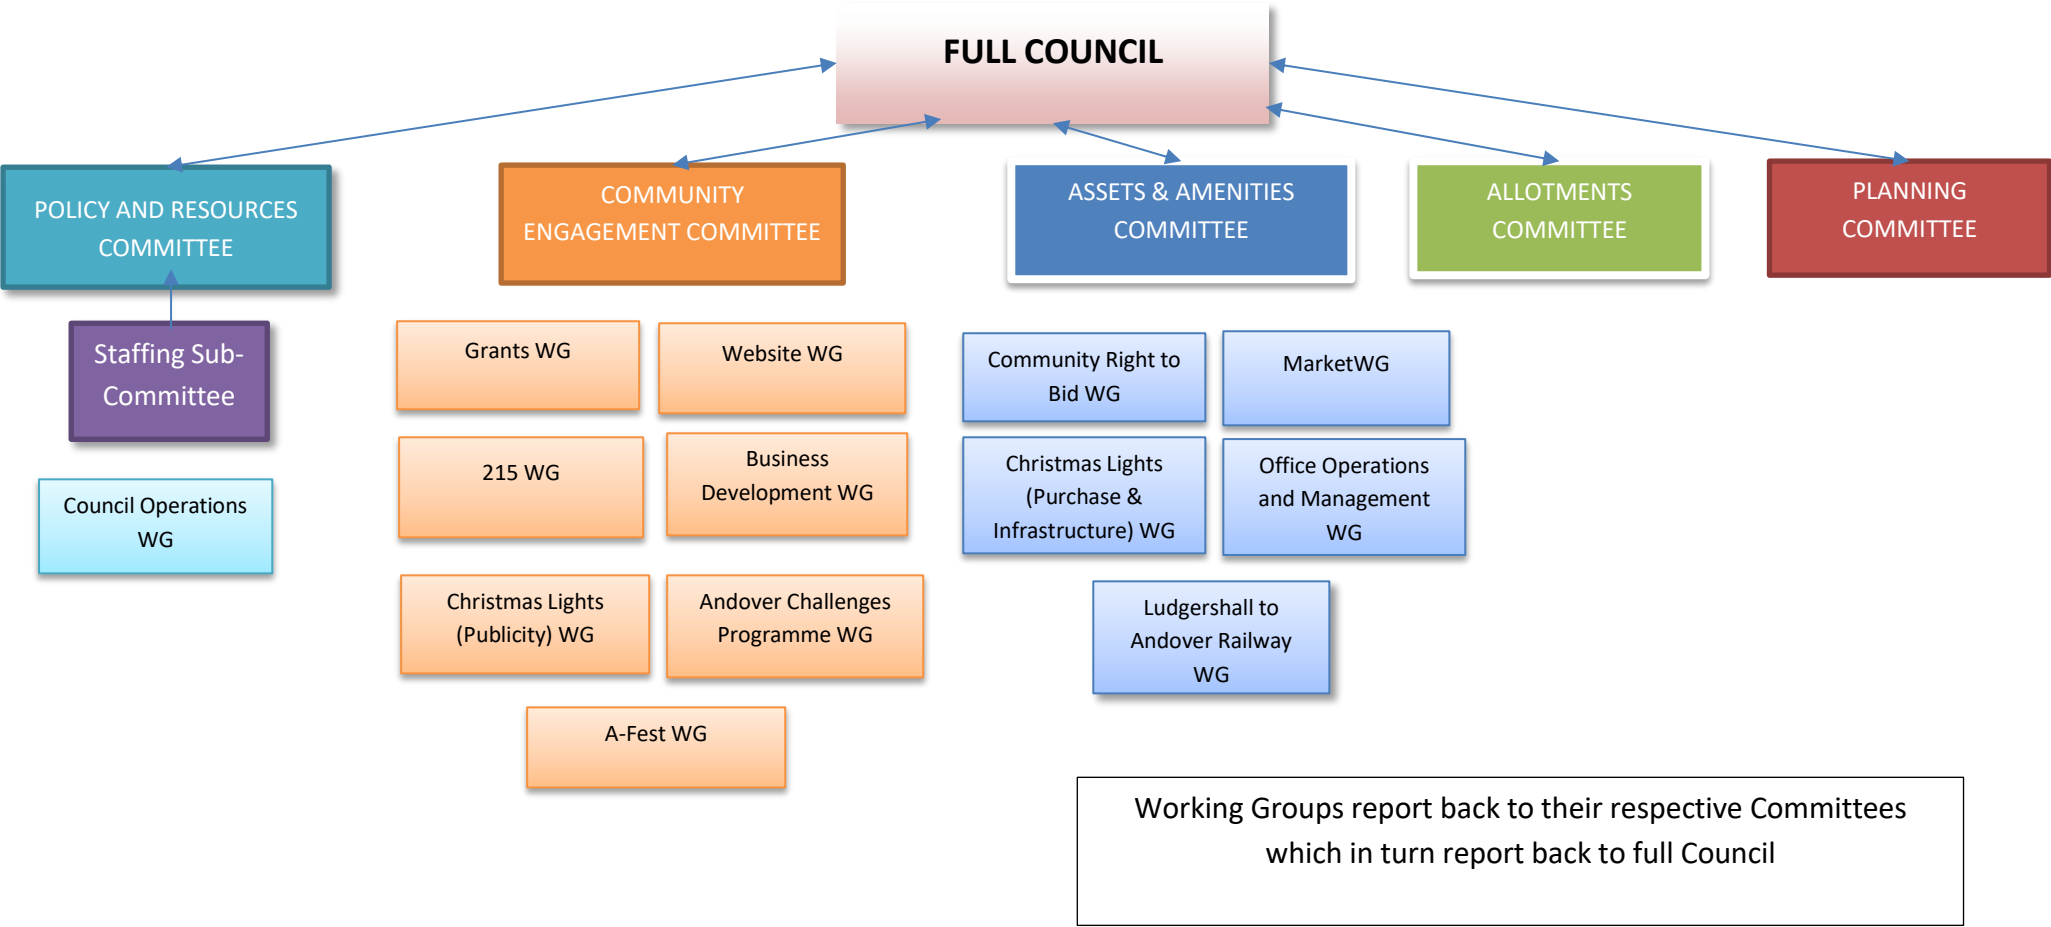 FULL COUNCIL
POLICY AND RESOURCES
COMMITTEE
COMMUNITY
ENGAGEMENT COMMITTEE
ASSETS & AMENITIES
COMMITTEE
ALLOTMENTS
COMMITTEE
PLANNING
COMMITTEE
Staffing Sub-
Committee
Council Operations
WG
Grants WG
Website WG
215 WG
Business
Development WG
Christmas Lights
(Publicity) WG
Andover Challenges
Programme WG
A-Fest WG
Community Right to
Bid WG
MarketWG
Christmas Lights
(Purchase &
Infrastructure) WG
Office Operations
and Management
WG
Ludgershall to
Andover Railway
WG
Working Groups report back to their respective Committees
which in turn report back to full Council